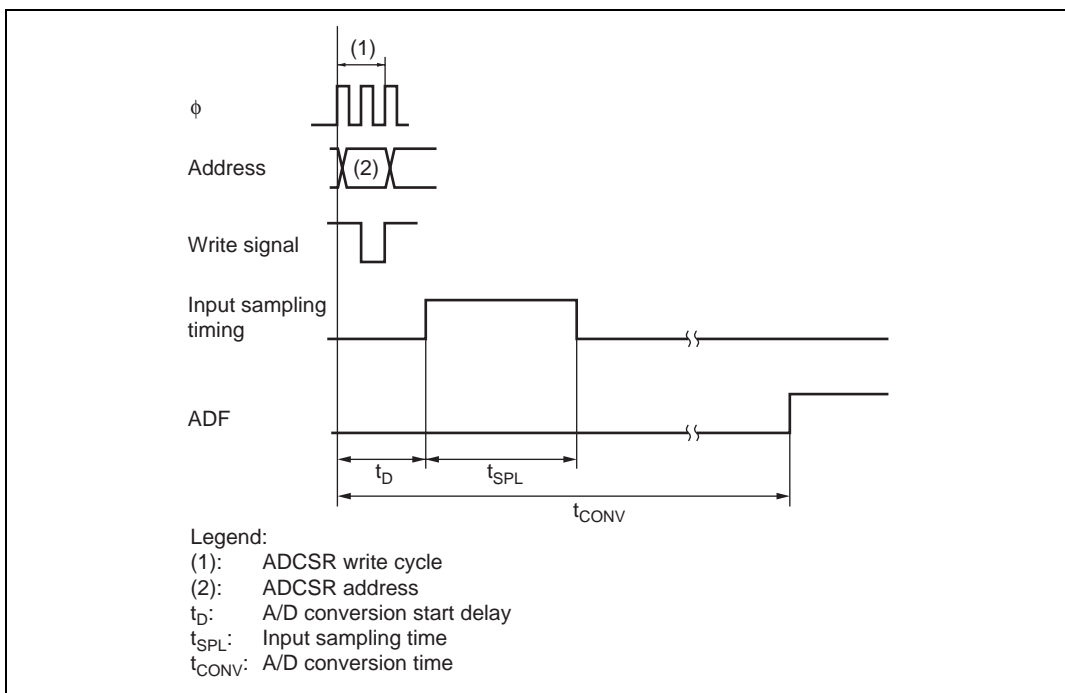 (1)
ϕ
Address
(2)
Write signal
Input sampling
timing
ADF
tD
tSPL
tCONV
Legend:
(1): ADCSR write cycle
(2): ADCSR address
tD: A/D conversion start delay
tSPL: Input sampling time
tCONV: A/D conversion time